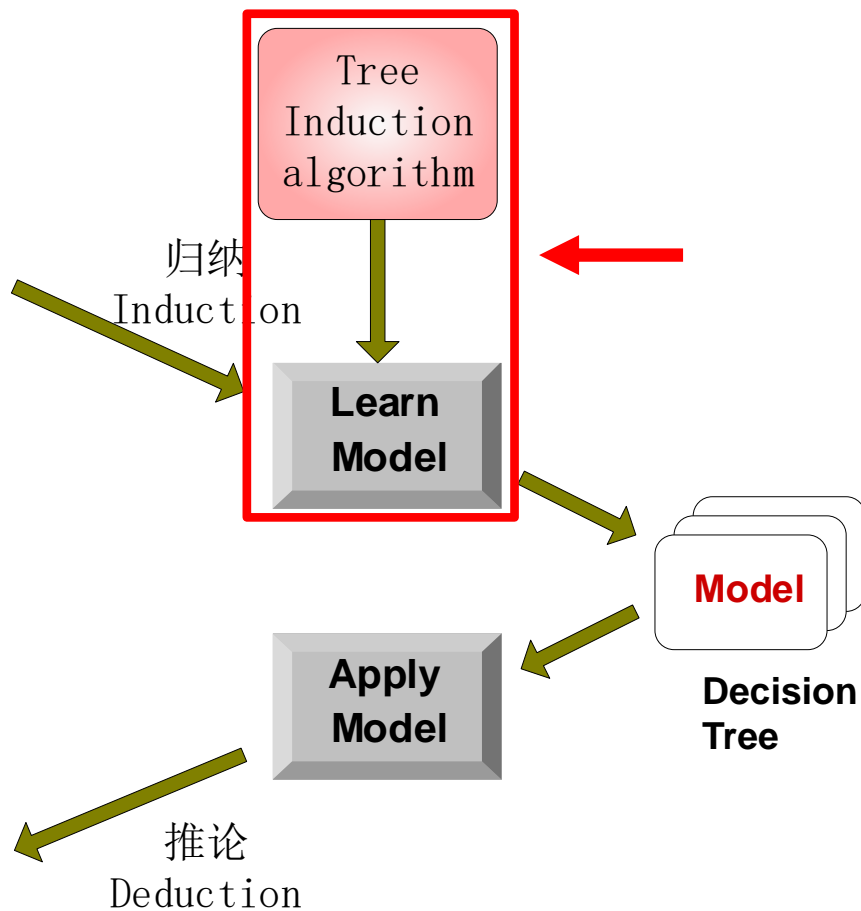 Tree
Induction
algorithm
归纳
Induction
Learn
Model
Model
Decision
Tree
Apply
Model
推论
Deduction